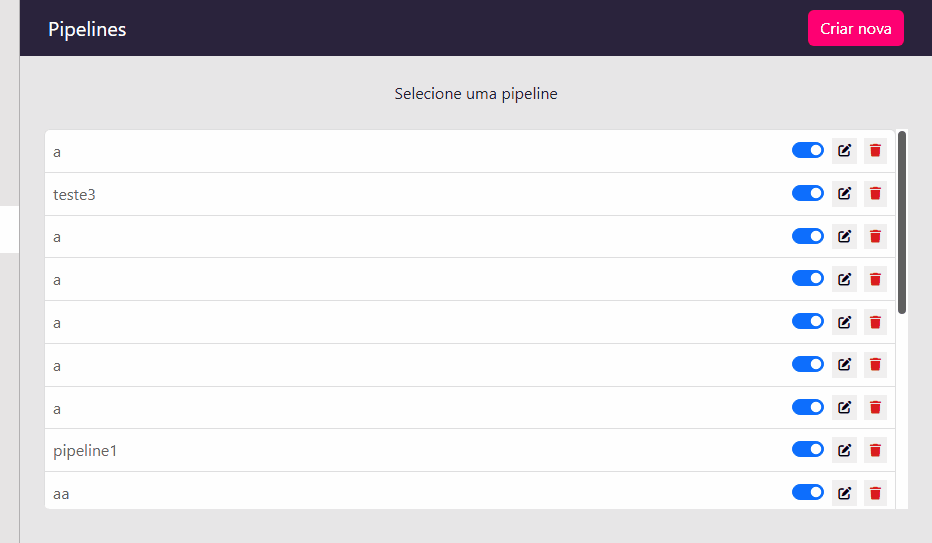 Pipelines
Criar nova
Selecione uma pipeline
a
teste3
a
a
a
a
a
pipeline1
aa